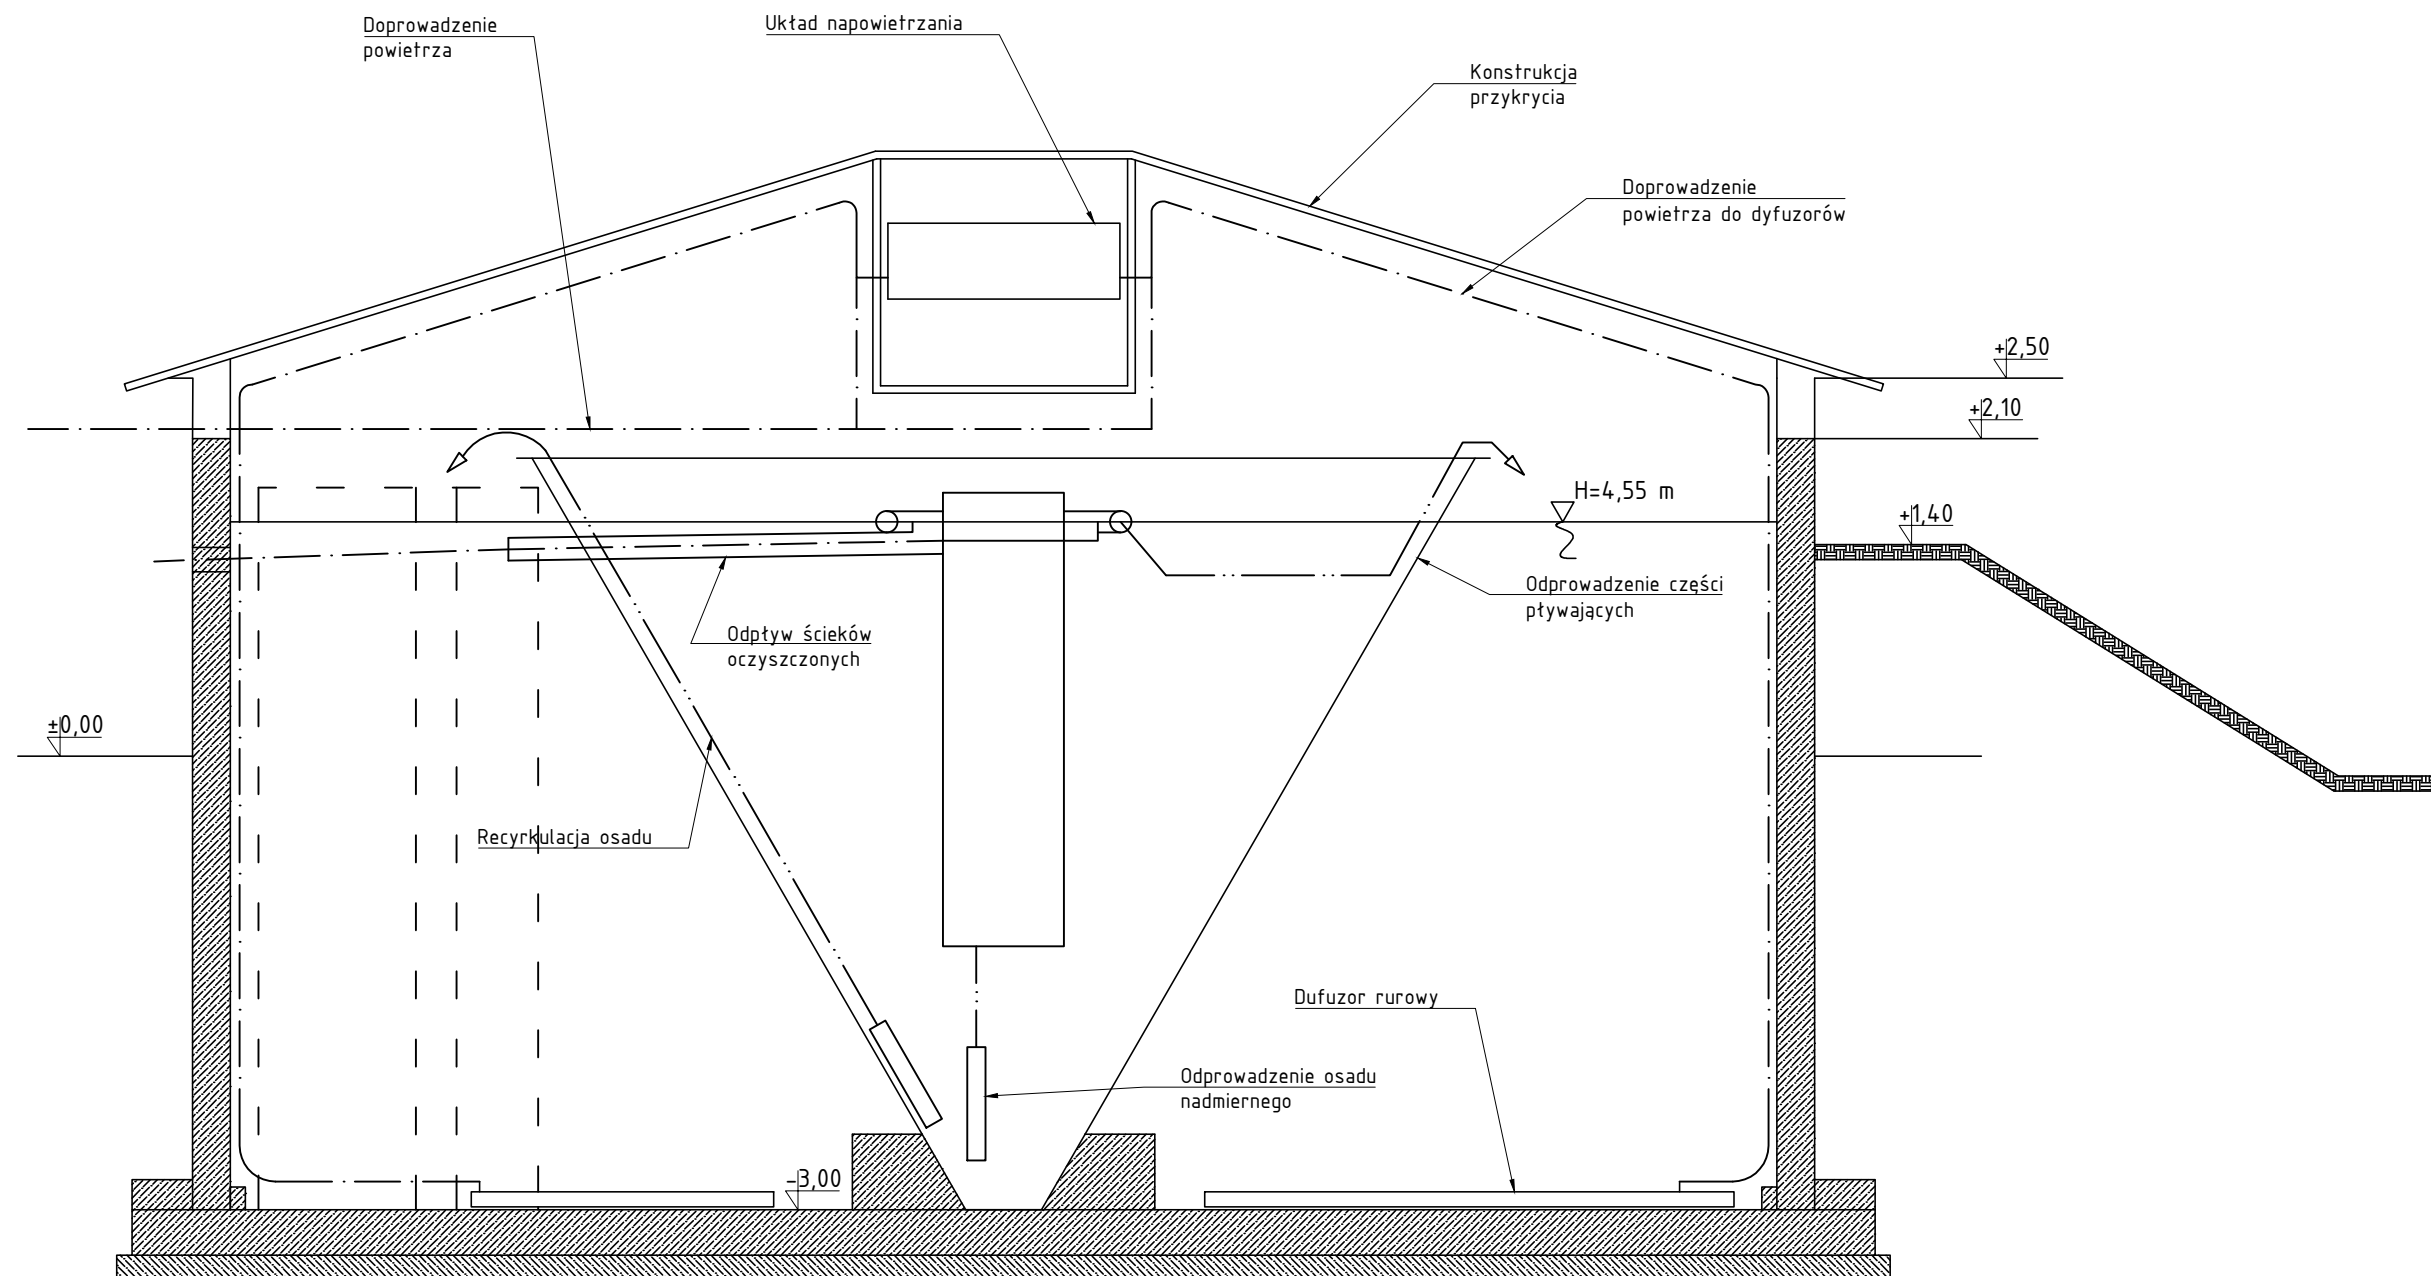 Doprowadzenie
powietrza
Układ napowietrzania
Konstrukcja
przykrycia
Doprowadzenie
powietrza do dyfuzorów
+2,50
+2,10
H=4,55 m
+1,40
Odprowadzenie części
pływających
Odpływ ścieków
oczyszczonych
±0,00
Recyrkulacja osadu
Dufuzor rurowy
Odprowadzenie osadu
nadmiernego
-3,00